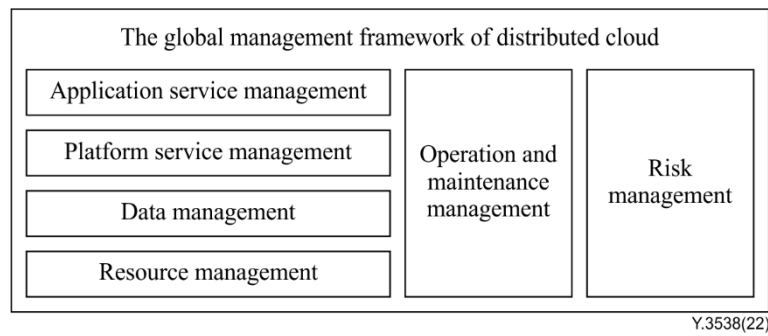 The global management framework of distributed cloud
Application service management
Platform service management
Data management
Resource management
Operation and
maintenance
management
Risk
management
Y.3538(22)